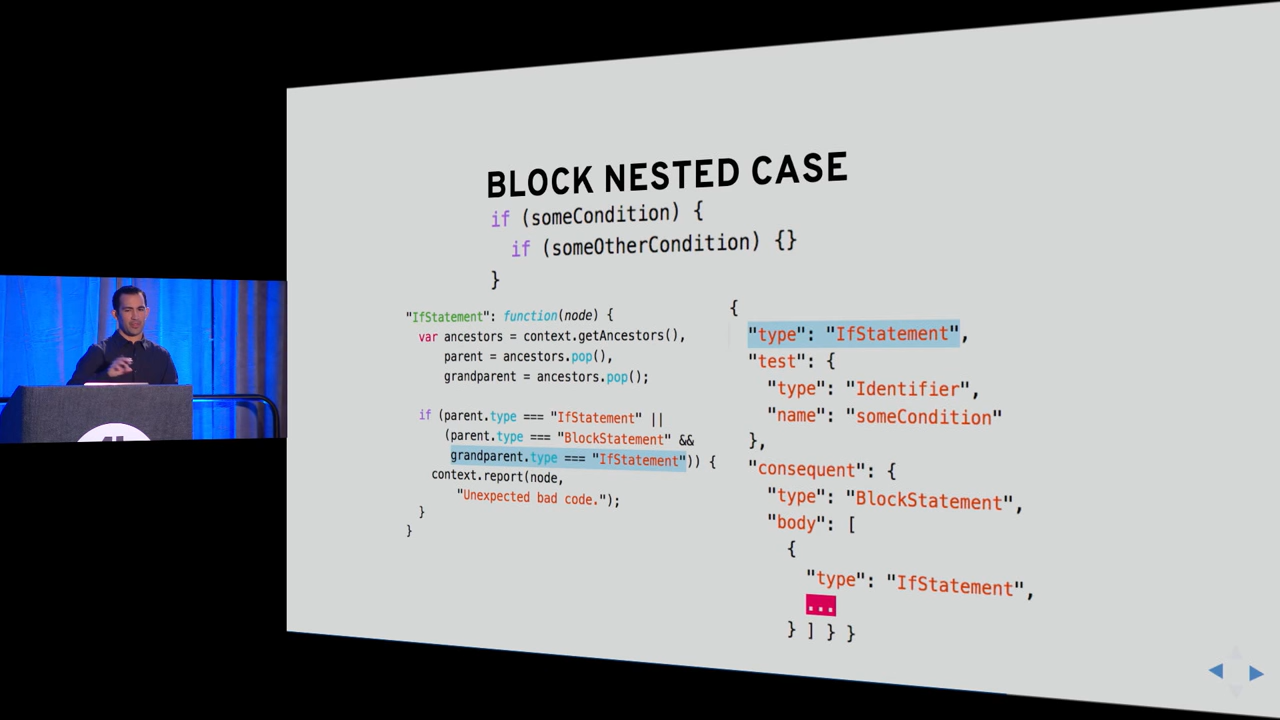 BLOCK NESTED CASE
if (someCondition) {
  if (someOtherCondition) {}
}
"IfStatement": function(node) {
  var ancestors = context.getAncestors(),
      parent = ancestors.pop(),
      grandparent = ancestors.pop();
  if (parent.type === "IfStatement" ||
      (parent.type === "BlockStatement" &&
       grandparent.type === "IfStatement")) {
    context.report(node,
        "Unexpected bad code.");
  }
}
{
  "type": "IfStatement",
  "test": {
    "type": "Identifier",
    "name": "someCondition"
  },
  "consequent": {
    "type": "BlockStatement",
    "body": [
      {
        "type": "IfStatement",
        ...
      } ] } }